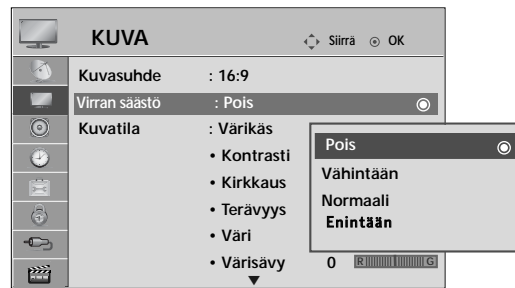 KUVA
Siirrä OK
Kuvasuhde : 16:9
Virran säästö : Pois
Kuvatila : Värikäs
• Kontrasti
• Kirkkaus
• Terävyys
• Väri
• Värisävy 0 R G
Pois
Vähintään
Normaali
Enintään